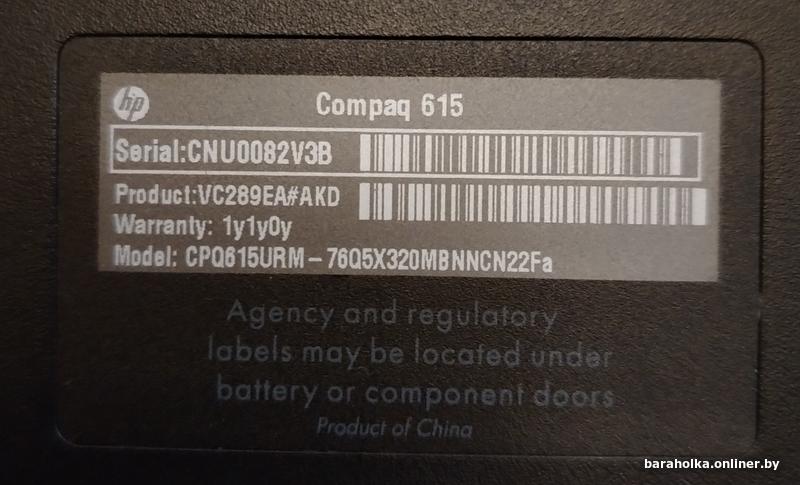 hp
Compaq 615
Serial:CNU0082V3B
Product:VC289EA#AKD
Warranty: 1y1y0y
Model: CPQ615URM – 76Q5X320MBNNCN22Fa
Agency and regulatory
labels may be located under
battery or component doors
Product of China
baraholka.onliner.by